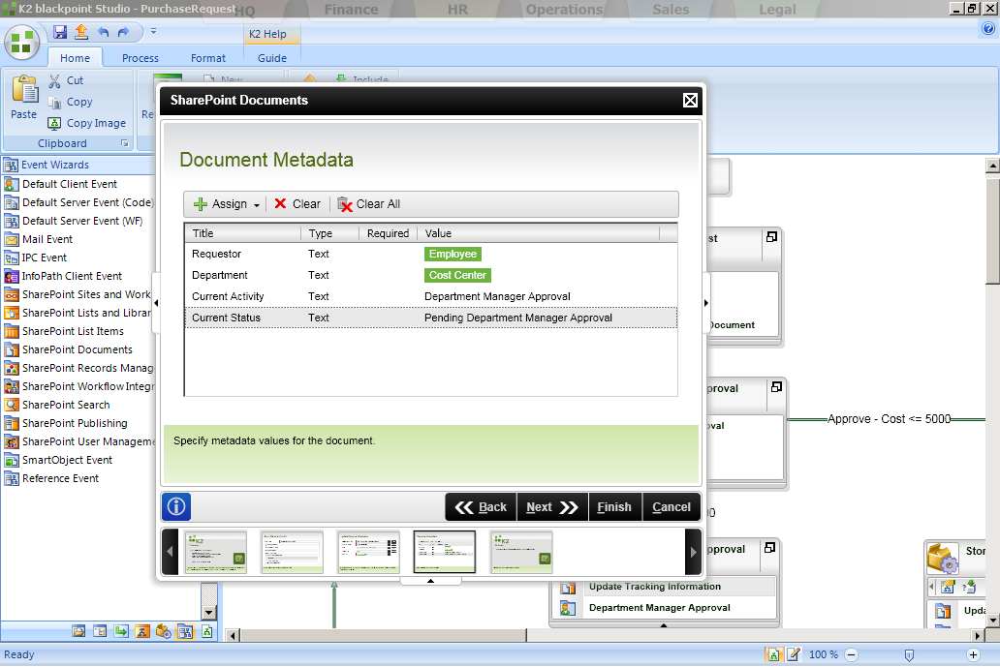 K2 blackpoint Studio - PurchaseRequest
HQ
Finance
HR
Operations
Sales
Legal
K2 Help
Home
Process
Format
Guide
Paste
Cut
Copy
Copy Image
Clipboard
Re
New
Include
Event Wizards
Default Client Event
Default Server Event (Code)
Default Server Event (WF)
Mail Event
IPC Event
InfoPath Client Event
SharePoint Sites and Work
SharePoint Lists and Librar
SharePoint List Items
SharePoint Documents
SharePoint Records Manag
SharePoint Workflow Integr
SharePoint Search
SharePoint Publishing
SharePoint User Manageme
SmartObject Event
Reference Event
SharePoint Documents
Document Metadata
Assign
Clear
Clear All
Title Type Required Value
Requestor Text Employee
Department Text Cost Center
Current Activity Text Department Manager Approval
Current Status Text Pending Department Manager Approval
Specify metadata values for the document.
Back
Next
Finish
Cancel
K2
K2
st
Document
proval
val
Approve - Cost <= 5000
0
pproval
Update Tracking Information
Department Manager Approval
Stor
Upda
Ready
100 %